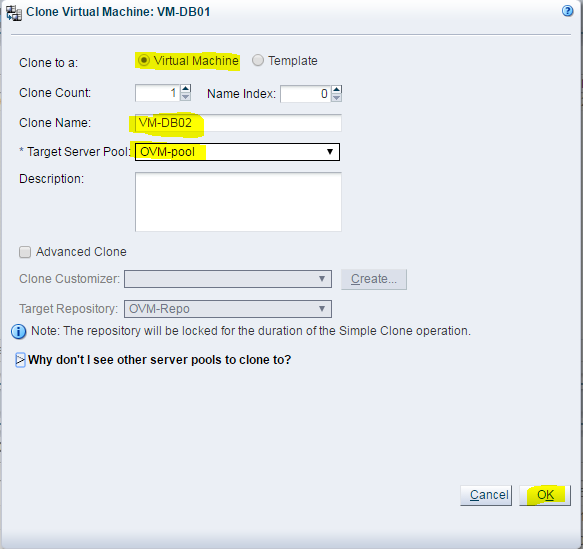 Clone Virtual Machine: VM-DB01
?
Clone to a: Virtual Machine Template
Clone Count: 1 Name Index: 0
Clone Name: VM-DB02
* Target Server Pool: OVM-pool
Description:
Advanced Clone
Clone Customizer: Create...
Target Repository: OVM-Repo
Note: The repository will be locked for the duration of the Simple Clone operation.
Why don't I see other server pools to clone to?
Cancel OK